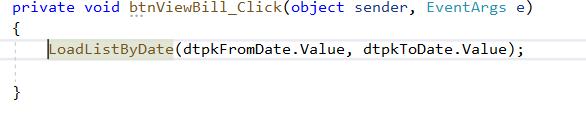 private void btnViewBill_Click(object sender, EventArgs e)
{
LoadListByDate(dtpkFromDate.Value, dtpkToDate.Value);
}